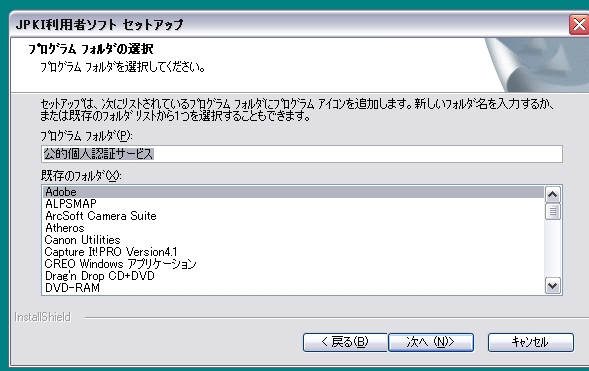 JPKI利用者ソフト セットアップ
プログラム フォルダの選択
プログラム フォルダを選択してください。
セットアップは、次にリストされているプログラム フォルダにプログラム アイコンを追加します。新しいフォルダ名を入力するか、
または既存のフォルダ リストから1つを選択することもできます。
プログラム フォルダ(P):
公的個人認証サービス
既存のフォルダ(X):
Adobe
ALPSMAP
ArcSoft Camera Suite
Atheros
Canon Utilities
Capture It!PRO Version4.1
CREO Windows アプリケーション
Drag'n Drop CD+DVD
DVD-RAM
InstallShield
< 戻る(B)
次へ (N)>
キャンセル